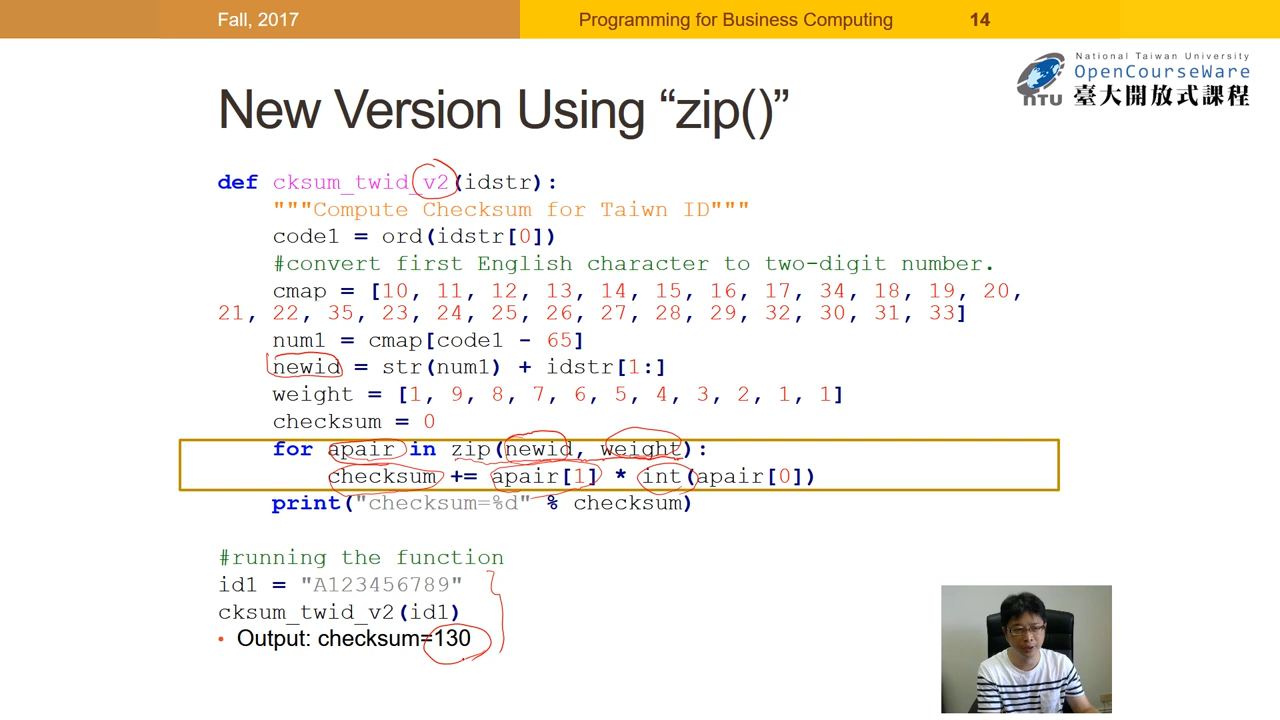 Fall, 2017
Programming for Business Computing
14
National Taiwan University
OpenCourseWare
NTU 臺大開放式課程
New Version Using “zip()”
def cksum_twid_v2(idstr):
"""Compute Checksum for Taiwn ID"""
code1 = ord(idstr[0])
#convert first English character to two-digit number.
cmap = [10, 11, 12, 13, 14, 15, 16, 17, 34, 18, 19, 20,
21, 22, 35, 23, 24, 25, 26, 27, 28, 29, 32, 30, 31, 33]
num1 = cmap[code1 - 65]
newid = str(num1) + idstr[1:]
weight = [1, 9, 8, 7, 6, 5, 4, 3, 2, 1, 1]
checksum = 0
for apair in zip(newid, weight):
checksum += apair[1] * int(apair[0])
print("checksum=%d" % checksum)
#running the function
id1 = "A123456789"
cksum_twid_v2(id1)
• Output: checksum=130